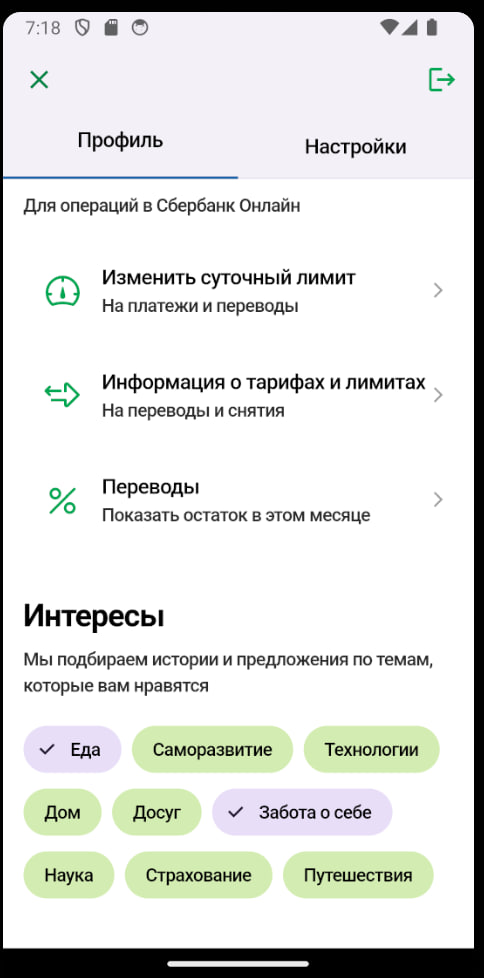 7:18
Профиль
Настройки
Для операций в Сбербанк Онлайн
Изменить суточный лимит
На платежи и переводы
Информация о тарифах и лимитах
На переводы и снятия
Переводы
Показать остаток в этом месяце
Интересы
Мы подбираем истории и предложения по темам,
которые вам нравятся
Еда Саморазвитие Технологии
Дом Досуг Забота о себе
Наука Страхование Путешествия